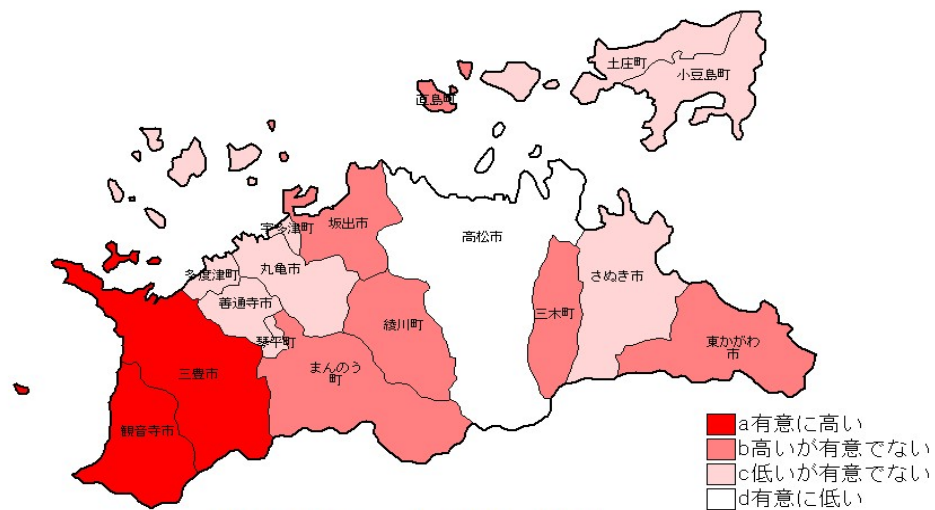 土庄町
小豆島町
直島町
宇多津町
坂出市
高松市
多度津町
丸亀市
さぬき市
善通寺市
琴平町
綾川町
三木町
東かがわ
市
まんのう
町
三豊市
観音寺市
a有意に高い
b高いが有意でない
c低いが有意でない
d有意に低い